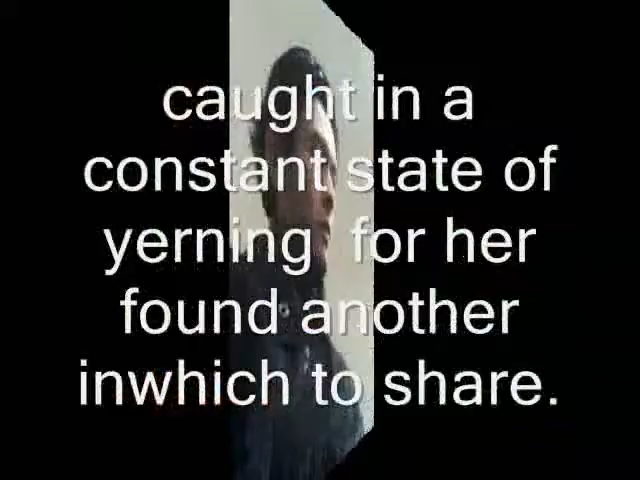 caught in a
constant state of
yerning  for her
found another
inwhich to share.